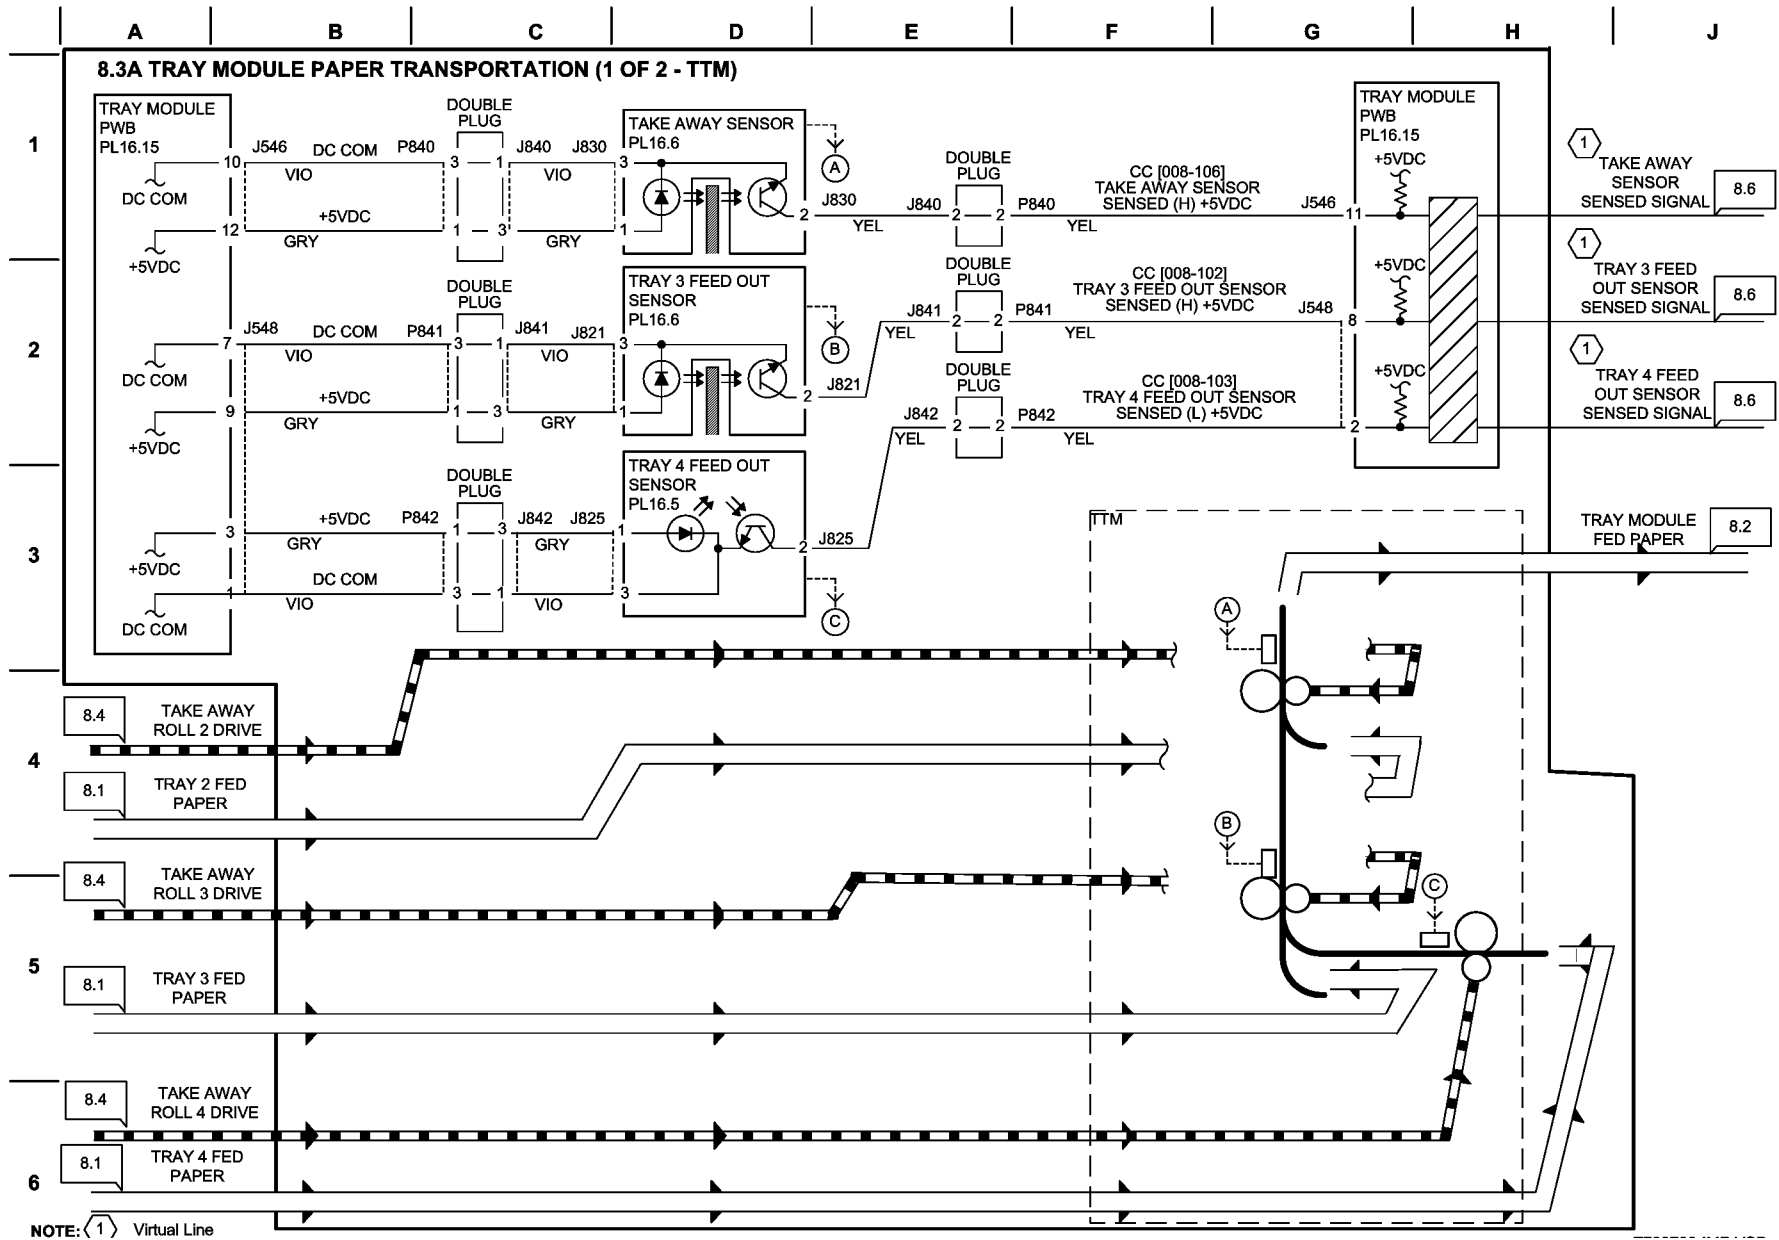 A B C D E F G H J
8.3A TRAY MODULE PAPER TRANSPORTATION (1 OF 2 - TTM)
1
TRAY MODULE
PWB
PL16.15
10
J546
DC COM
VIO
P840
DOUBLE
PLUG
3
1
J840
VIO
J830
3
DC COM
12
+5VDC
GRY
1
3
GRY
1
+5VDC
TAKE AWAY SENSOR
PL16.6
A
2
J830
YEL
J840
DOUBLE
PLUG
2
2
P840
YEL
CC [008-106]
TAKE AWAY SENSOR
SENSED (H) +5VDC
J546
11
TRAY MODULE
PWB
PL16.15
+5VDC
1
TAKE AWAY
SENSOR
SENSED SIGNAL
8.6
2
7
J548
DC COM
VIO
P841
DOUBLE
PLUG
3
1
J841
VIO
J821
3
DC COM
9
+5VDC
GRY
1
3
GRY
1
+5VDC
TRAY 3 FEED OUT
SENSOR
PL16.6
B
2
J821
YEL
J841
DOUBLE
PLUG
2
2
P841
YEL
CC [008-102]
TRAY 3 FEED OUT SENSOR
SENSED (H) +5VDC
J548
8
+5VDC
1
TRAY 3 FEED
OUT SENSOR
SENSED SIGNAL
8.6
J842
YEL
DOUBLE
PLUG
2
2
P842
YEL
CC [008-103]
TRAY 4 FEED OUT SENSOR
SENSED (L) +5VDC
2
+5VDC
1
TRAY 4 FEED
OUT SENSOR
SENSED SIGNAL
8.6
3
3
+5VDC
GRY
P842
DOUBLE
PLUG
1
3
J842
GRY
J825
1
+5VDC
1
DC COM
VIO
3
1
VIO
3
DC COM
TRAY 4 FEED OUT
SENSOR
PL16.5
2
J825
C
TTM
TRAY MODULE
FED PAPER
8.2
A
4
8.4
TAKE AWAY
ROLL 2 DRIVE
8.1
TRAY 2 FED
PAPER
B
8.4
TAKE AWAY
ROLL 3 DRIVE
C
5
8.1
TRAY 3 FED
PAPER
8.4
TAKE AWAY
ROLL 4 DRIVE
6
8.1
TRAY 4 FED
PAPER
NOTE: 1 Virtual Line